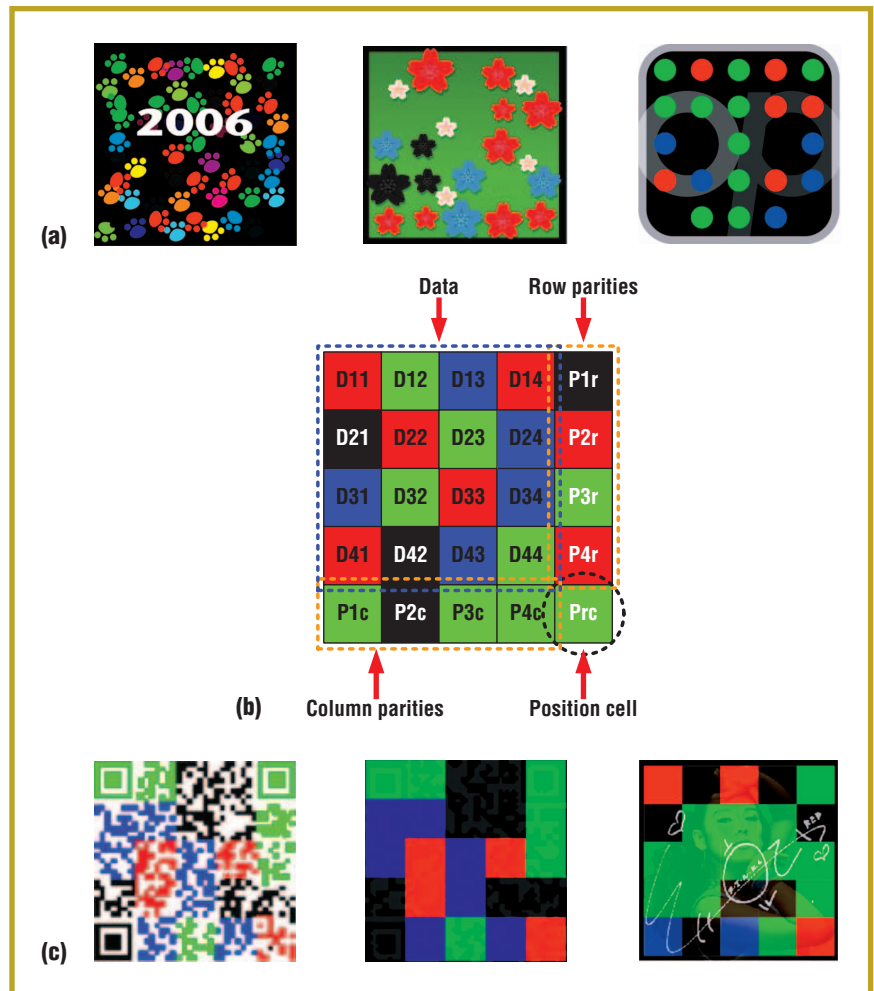 2006
op
(a)
Data Row parities
D11 D12 D13 D14 P1r
D21 D22 D23 D24 P2r
D31 D32 D33 D34 P3r
D41 D42 D43 D44 P4r
P1c P2c P3c P4c Prc
(b) Column parities Position cell
(c)